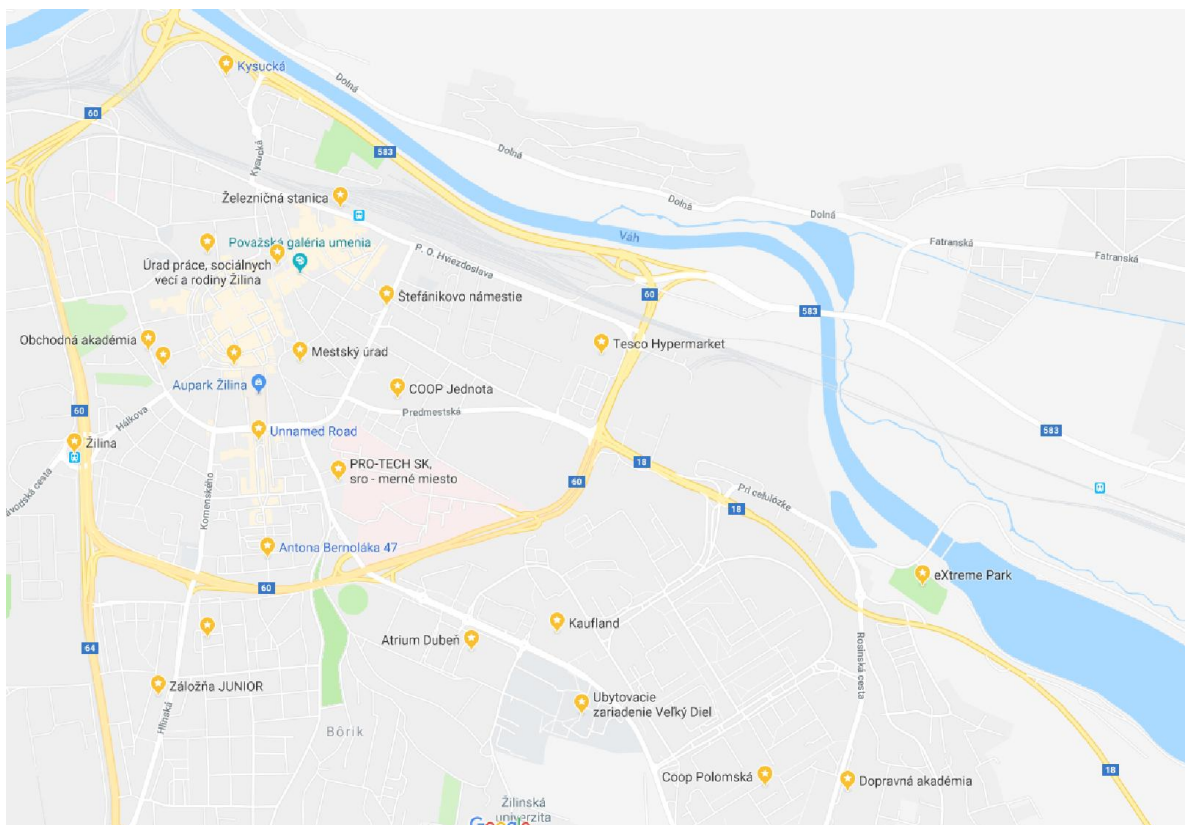 Kysucká
Dolná
60
583
Dolná
Kysucká
Železničná stanica
Dolná
Dolná
Váh
Považská galéria umenia
P. O. Hviezdoslava
Fatranská
Fatranská
Úrad práce, sociálnych
vecí a rodiny Žilina
60
Štefánikovo námestie
583
Obchodná akadémia
Mestský úrad
Tesco Hypermarket
Aupark Žilina
COOP Jednota
60
Hálkova
Predmestská
Unnamed Road
583
Žilina
18
PRO-TECH SK,
sro - merné miesto
60
Pri celulózke
Komenského
18
Antona Bernoláka 47
eXtreme Park
60
Kaufland
Atrium Dubeň
64
Rosinská cesta
Záložňa JUNIOR
Ubytovacie
zariadenie Veľký Diel
Hlinská
Bôrik
18
Coop Polomská
Dopravná akadémia
Žilinská
univerzita
Google